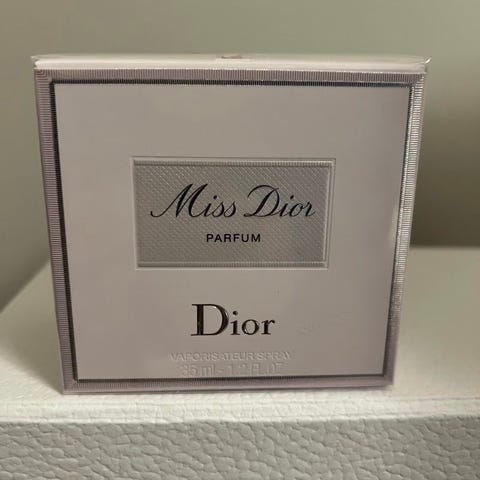 Miss Dior
PARFUM
Dior
VAPORISATEUR SPRAY
35 ml - 1.2 FL.OZ